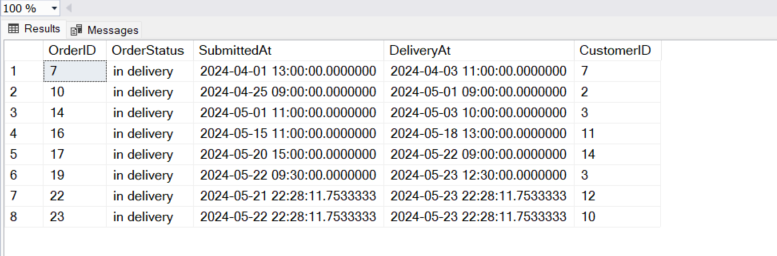 100 %
Results Messages
OrderID OrderStatus SubmittedAt DeliveryAt CustomerID
1 7 in delivery 2024-04-01 13:00:00.0000000 2024-04-03 11:00:00.0000000 7
2 10 in delivery 2024-04-25 09:00:00.0000000 2024-05-01 09:00:00.0000000 2
3 14 in delivery 2024-05-01 11:00:00.0000000 2024-05-03 10:00:00.0000000 3
4 16 in delivery 2024-05-15 11:00:00.0000000 2024-05-18 13:00:00.0000000 11
5 17 in delivery 2024-05-20 15:00:00.0000000 2024-05-22 09:00:00.0000000 14
6 19 in delivery 2024-05-22 09:30:00.0000000 2024-05-23 12:30:00.0000000 3
7 22 in delivery 2024-05-21 22:28:11.7533333 2024-05-23 22:28:11.7533333 12
8 23 in delivery 2024-05-22 22:28:11.7533333 2024-05-23 22:28:11.7533333 10